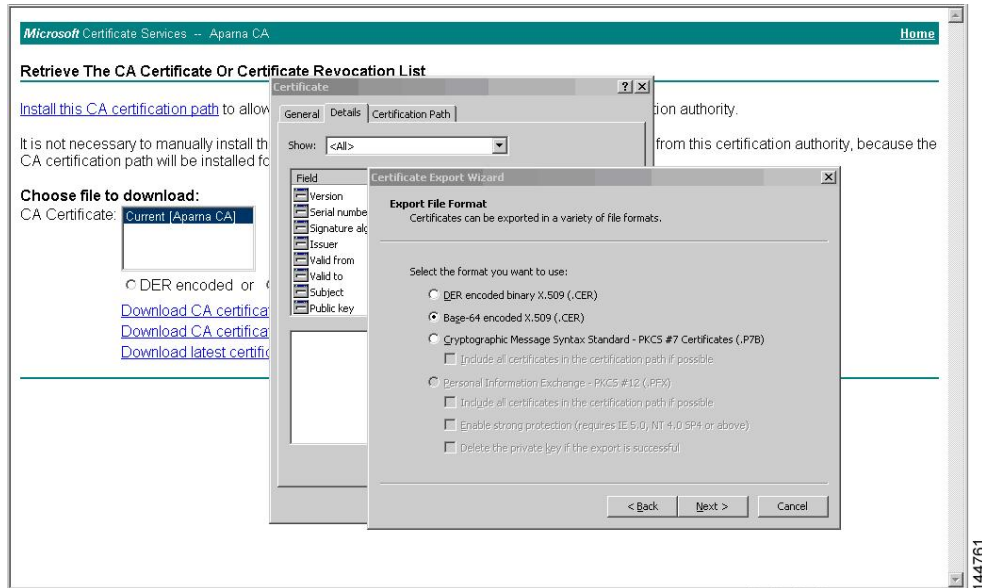 Microsoft Certificate Services -- Aparna CA
Home
Retrieve The CA Certificate Or Certificate Revocation List
Install this CA certification path to allow
tion authority.
It is not necessary to manually install th
from this certification authority, because the
CA certification path will be installed fo
Choose file to download:
CA Certificate:
Current [Aparna CA]
DER encoded or
Download CA certifica
Download CA certifica
Download latest certific
Certificate
General
Details
Certification Path
Show:
<All>
Field
Version
Serial numbe
Signature alg
Issuer
Valid from
Valid to
Subject
Public key
Certificate Export Wizard
Export File Format
Certificates can be exported in a variety of file formats.
Select the format you want to use:
DER encoded binary X.509 (.CER)
Base-64 encoded X.509 (.CER)
Cryptographic Message Syntax Standard - PKCS #7 Certificates (.P7B)
Include all certificates in the certification path if possible
Personal Information Exchange - PKCS #12 (.PFX)
Include all certificates in the certification path if possible
Enable strong protection (requires IE 5.0, NT 4.0 SP4 or above)
Delete the private key if the export is successful
< Back
Next >
Cancel
144761